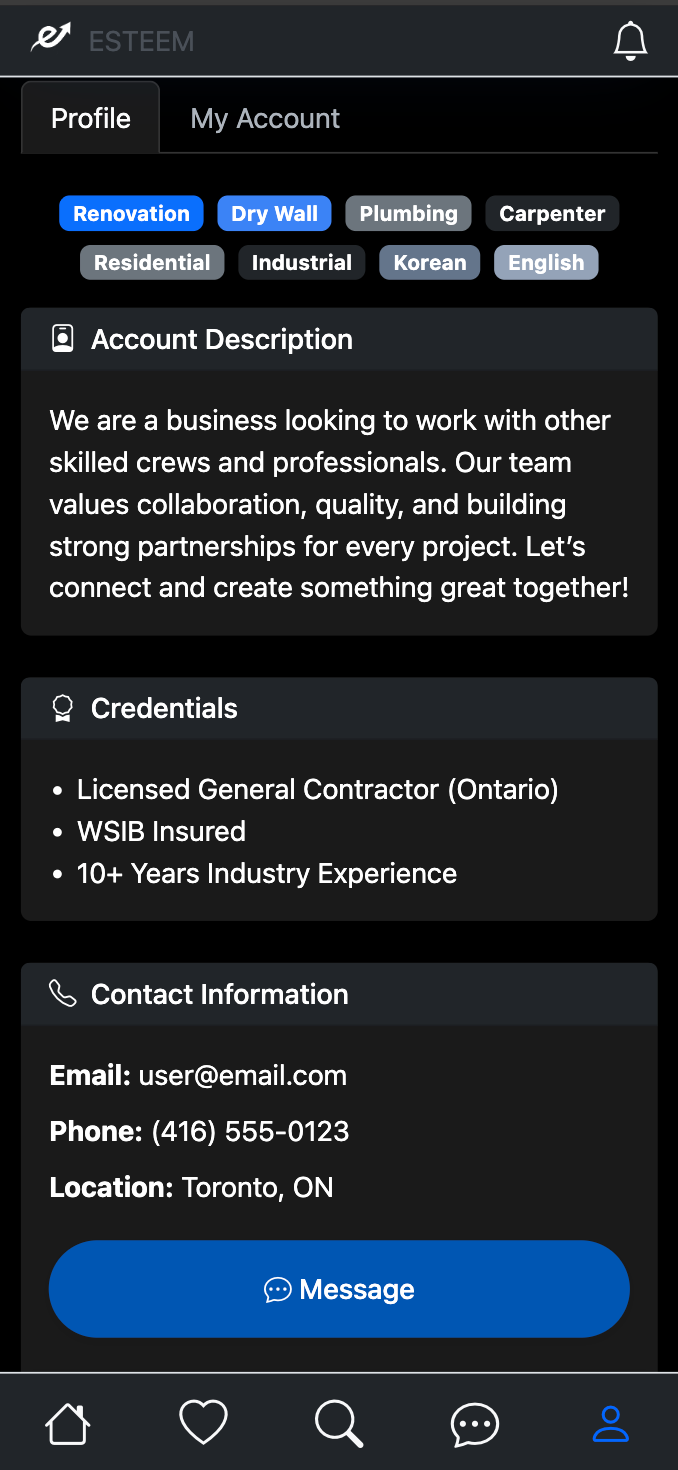 ESTEEM
Profile My Account
Renovation Dry Wall Plumbing Carpenter
Residential Industrial Korean English
Account Description
We are a business looking to work with other
skilled crews and professionals. Our team
values collaboration, quality, and building
strong partnerships for every project. Let’s
connect and create something great together!
Credentials
• Licensed General Contractor (Ontario)
• WSIB Insured
• 10+ Years Industry Experience
Contact Information
Email: user@email.com
Phone: (416) 555-0123
Location: Toronto, ON
Message